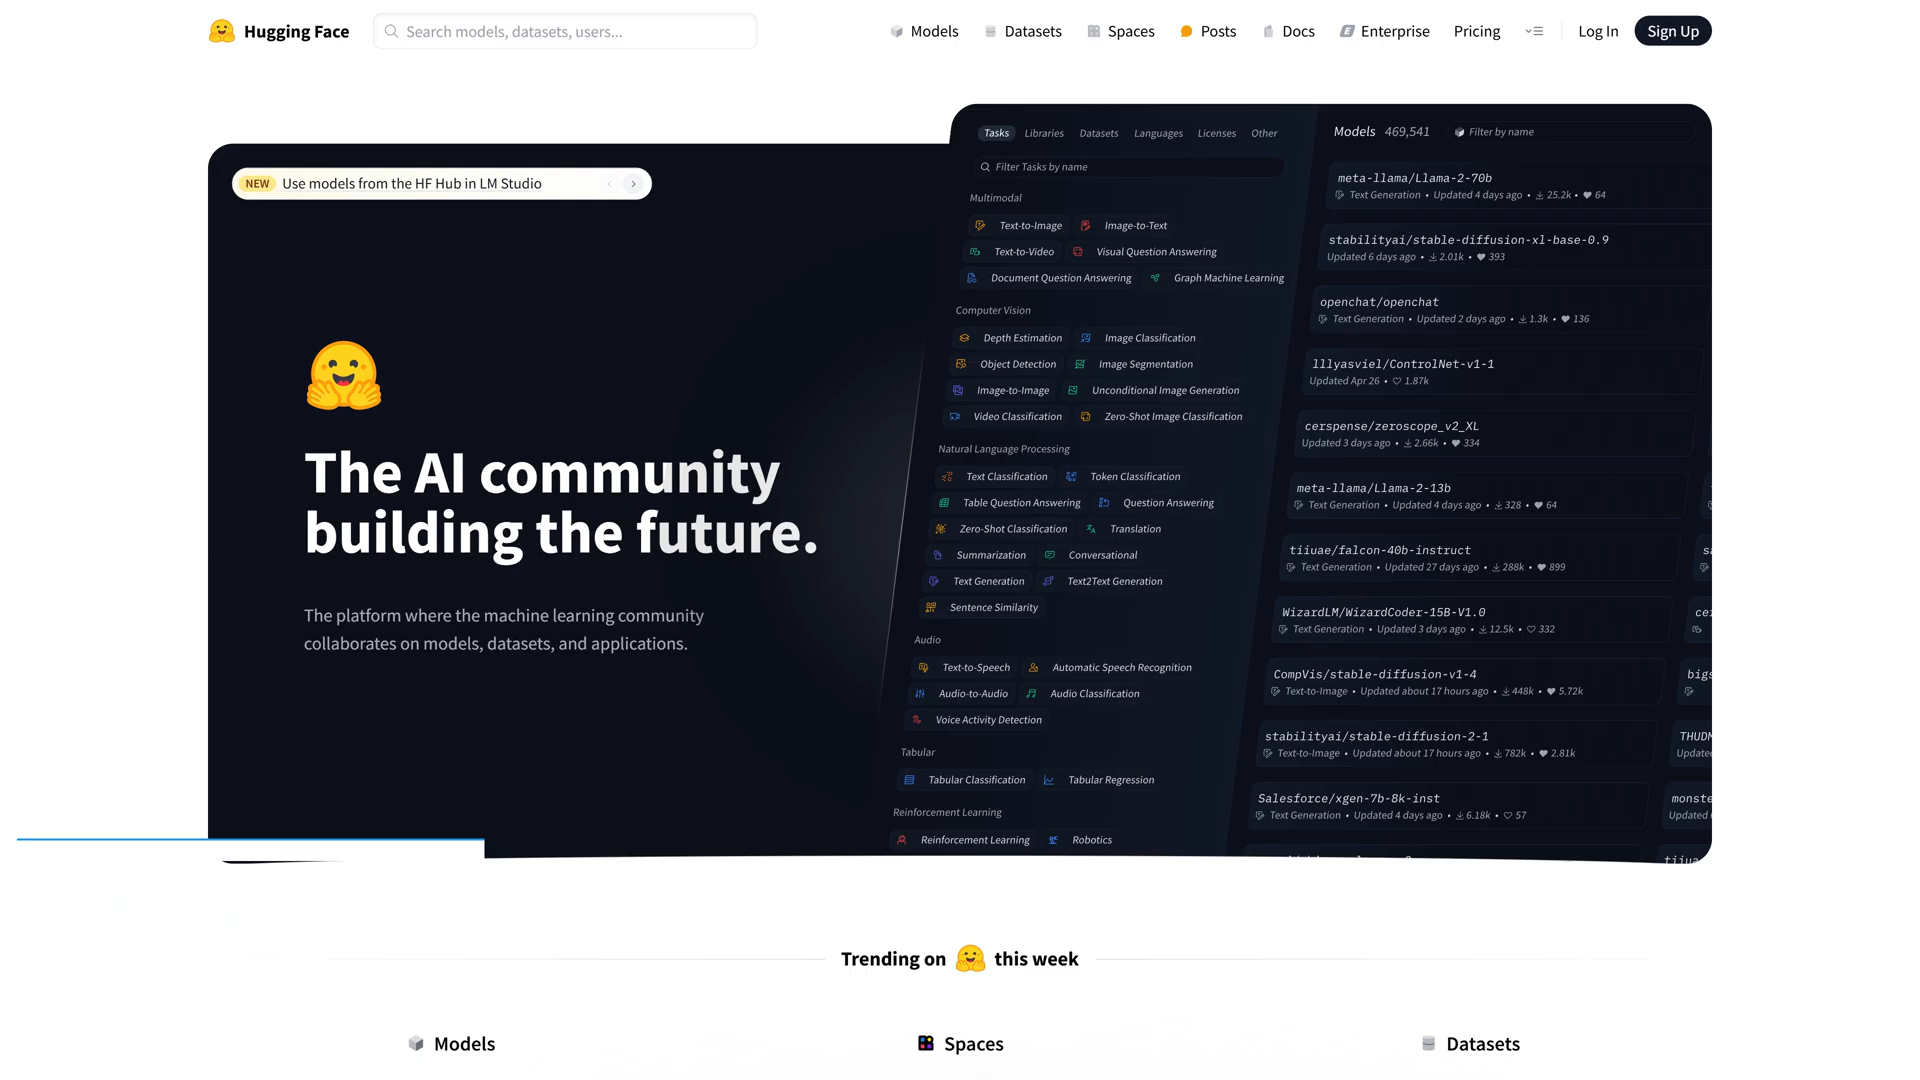 Hugging Face
Search models, datasets, users...
Models
Datasets
Spaces
Posts
Docs
Enterprise
Pricing
Log In
Sign Up
NEW Use models from the HF Hub in LM Studio
The AI community
building the future.
The platform where the machine learning community
collaborates on models, datasets, and applications.
Tasks Libraries Datasets Languages Licenses Other
Filter Tasks by name
Multimodal
Text-to-Image Image-to-Text
Text-to-Video Visual Question Answering
Document Question Answering Graph Machine Learning
Computer Vision
Depth Estimation Image Classification
Object Detection Image Segmentation
Image-to-Image Unconditional Image Generation
Video Classification Zero-Shot Image Classification
Natural Language Processing
Text Classification Token Classification
Table Question Answering Question Answering
Zero-Shot Classification Translation
Summarization Conversational
Text Generation Text2Text Generation
Sentence Similarity
Audio
Text-to-Speech Automatic Speech Recognition
Audio-to-Audio Audio Classification
Voice Activity Detection
Tabular
Tabular Classification Tabular Regression
Reinforcement Learning
Reinforcement Learning Robotics
Models 469,541 Filter by name
meta-llama/Llama-2-70b
Text Generation • Updated 4 days ago • 25.2k • 64
stabilityai/stable-diffusion-xl-base-0.9
Updated 6 days ago • 2.01k • 393
openchat/openchat
Text Generation • Updated 2 days ago • 1.3k • 136
lllyasviel/ControlNet-v1-1
Updated Apr 26 • 1.87k
cerspense/zeroscope_v2_XL
Updated 3 days ago • 2.66k • 334
meta-llama/Llama-2-13b
Text Generation • Updated 4 days ago • 328 • 64
tiiuae/falcon-40b-instruct
Text Generation • Updated 27 days ago • 288k • 899
WizardLM/WizardCoder-15B-V1.0
Text Generation • Updated 3 days ago • 12.5k • 332
CompVis/stable-diffusion-v1-4
Text-to-Image • Updated about 17 hours ago • 448k • 5.72k
stabilityai/stable-diffusion-2-1
Text-to-Image • Updated about 17 hours ago • 782k • 2.81k
Salesforce/xgen-7b-8k-inst
Text Generation • Updated 4 days ago • 6.18k • 57
Trending on this week
Models
Spaces
Datasets